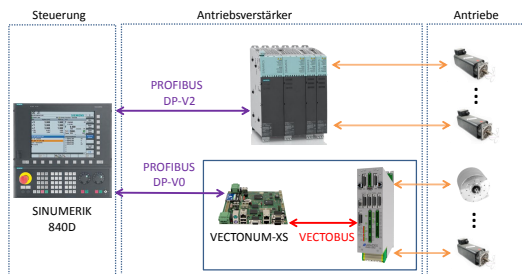 Steuerung
Antriebsverstärker
Antriebe
PROFIBUS
DP-V2
PROFIBUS
DP-V0
SINUMERIK
840D
VECTONUM-XS
VECTOBUS